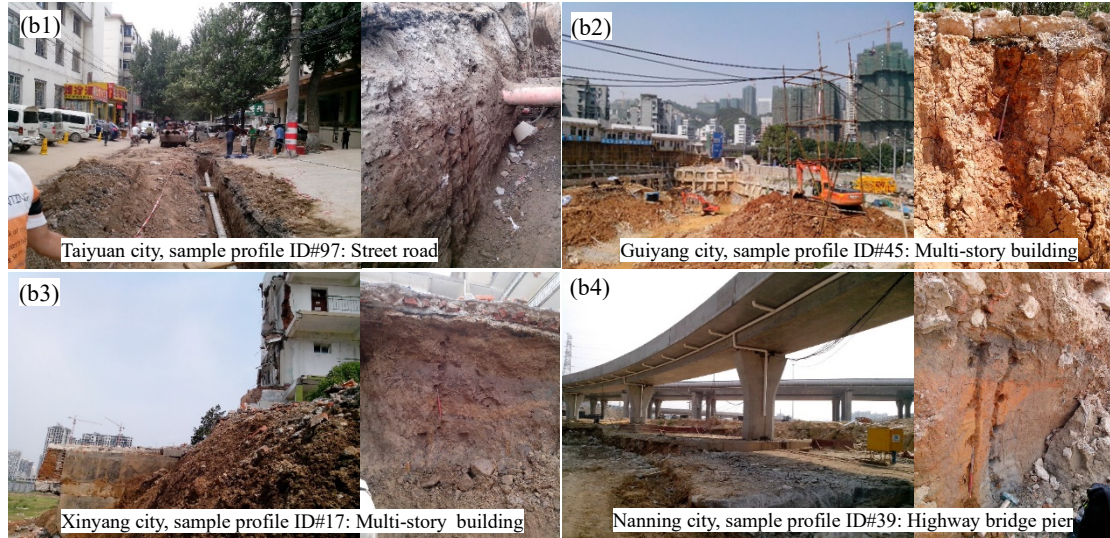 (b1)
Taiyuan city, sample profile ID#97: Street road
(b2)
Guiyang city, sample profile ID#45: Multi-story building
(b3)
Xinyang city, sample profile ID#17: Multi-story building
(b4)
Nanning city, sample profile ID#39: Highway bridge pier